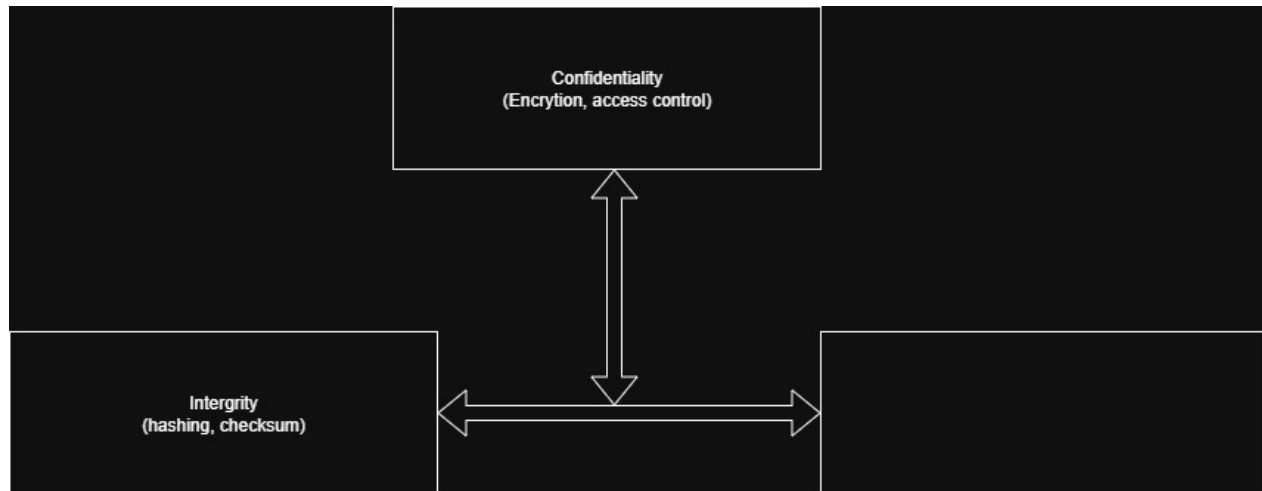 Confidentiality
(Encrytion, access control)
Intergrity
(hashing, checksum)